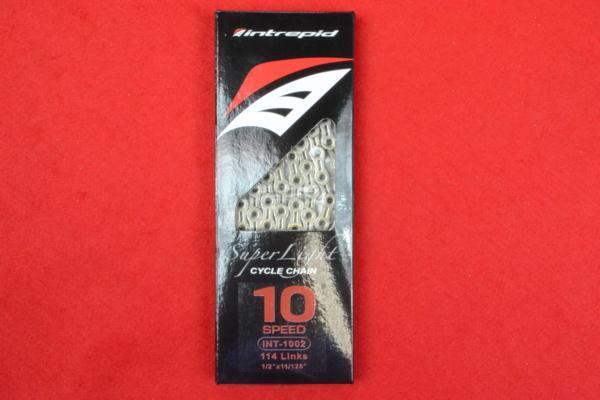 intrepid
SuperLight
CYCLE CHAIN
10
SPEED
INT-1002
114 Links
1/2"x11/128"